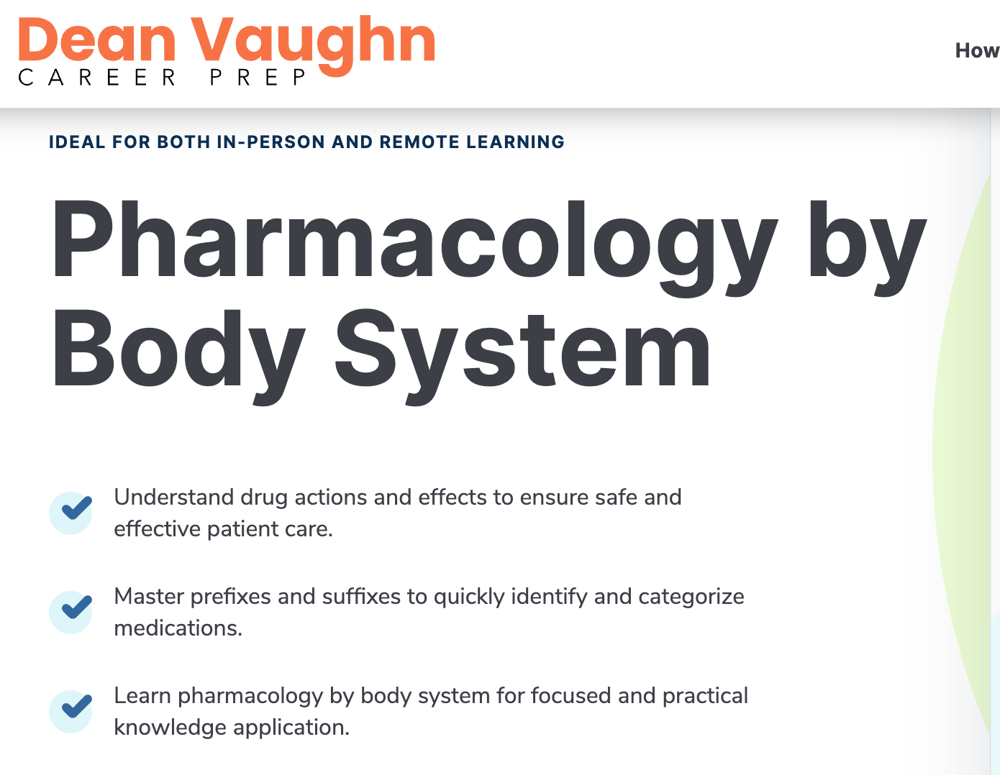 Dean Vaughn
CAREER PREP
How
IDEAL FOR BOTH IN-PERSON AND REMOTE LEARNING
Pharmacology by
Body System
Understand drug actions and effects to ensure safe and
effective patient care.
Master prefixes and suffixes to quickly identify and categorize
medications.
Learn pharmacology by body system for focused and practical
knowledge application.